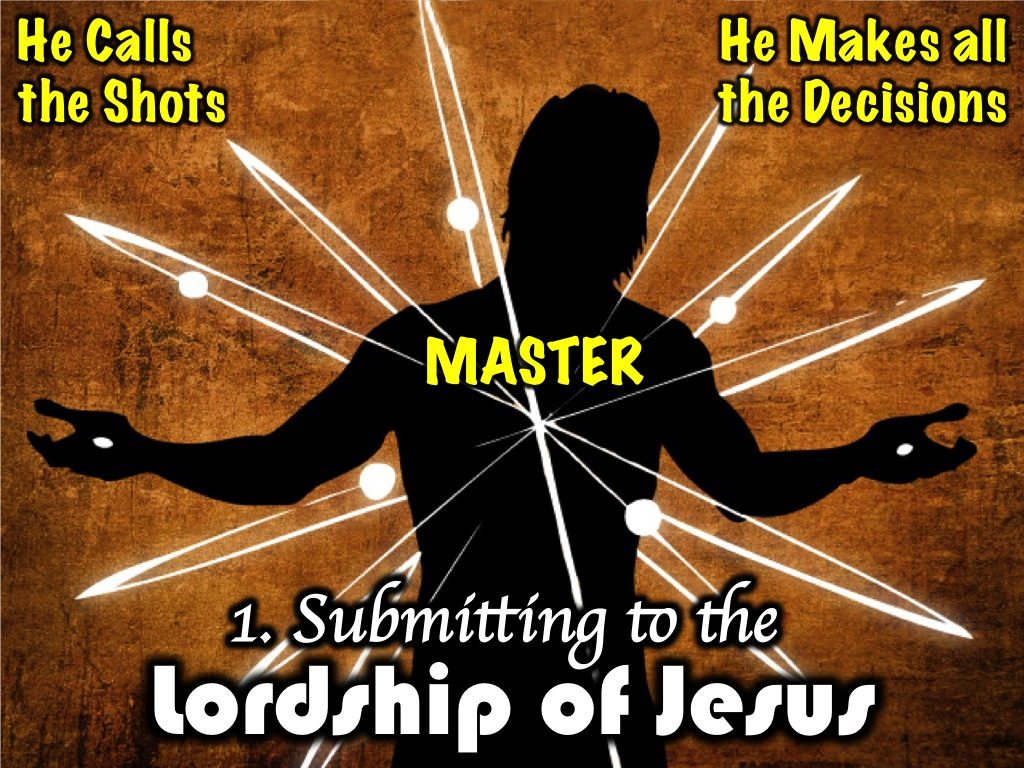 He Calls
the Shots
He Makes all
the Decisions
MASTER
1. Submitting to the
Lordship of Jesus